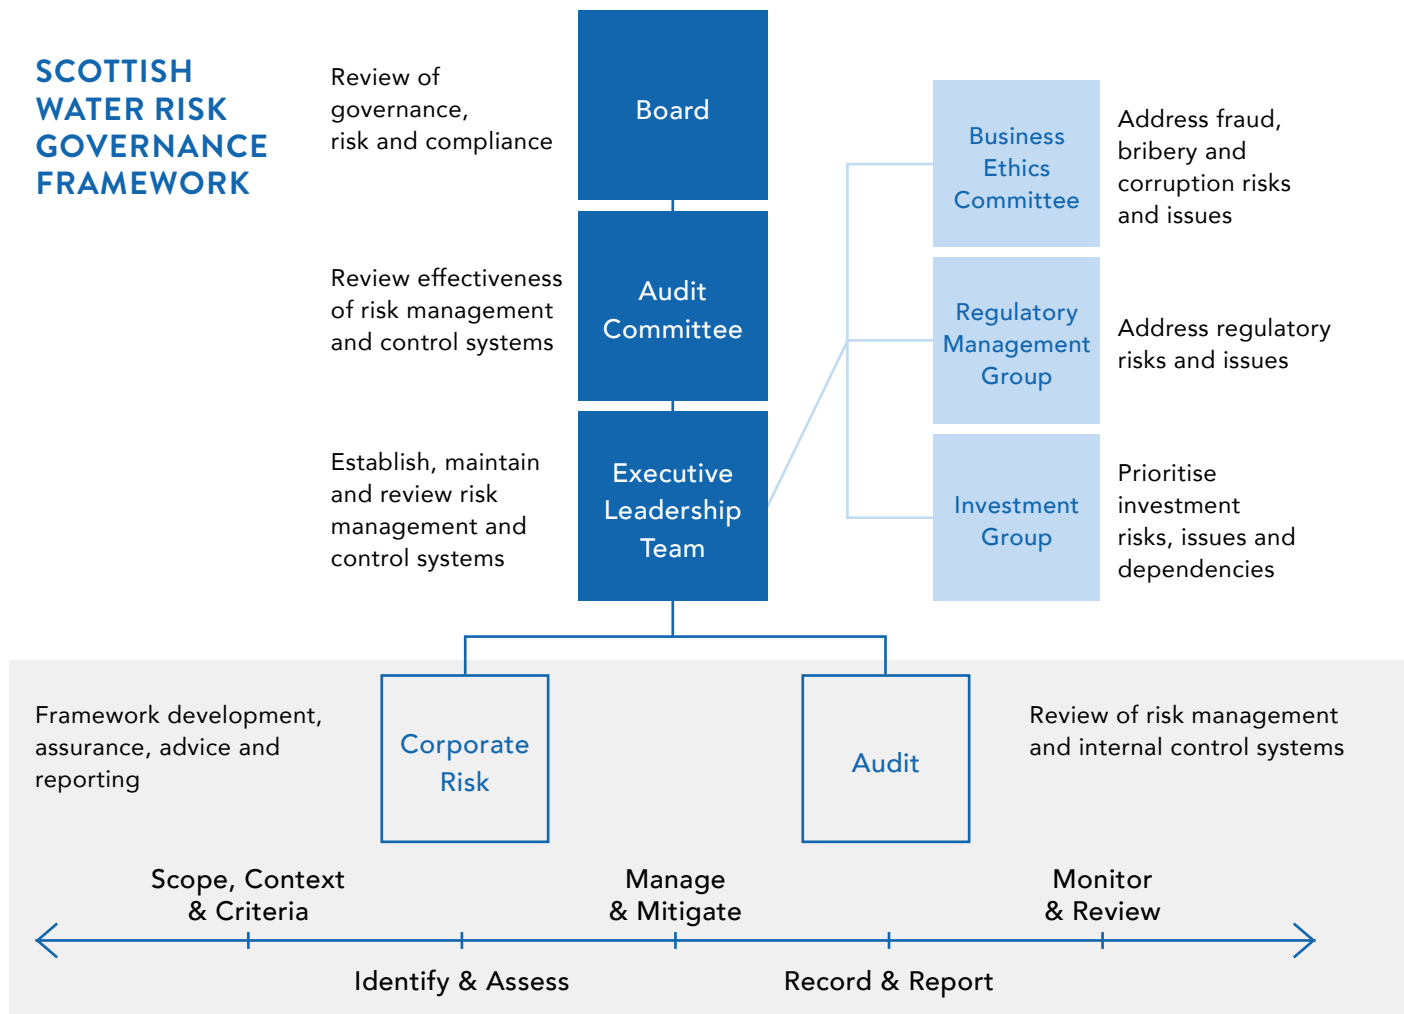 SCOTTISH
WATER RISK
GOVERNANCE
FRAMEWORK
Review of
governance,
risk and compliance
Board
Business
Ethics
Committee
Address fraud,
bribery and
corruption risks
and issues
Review effectiveness
of risk management
and control systems
Audit
Committee
Regulatory
Management
Group
Address regulatory
risks and issues
Establish, maintain
and review risk
management and
control systems
Executive
Leadership
Team
Investment
Group
Prioritise
investment
risks, issues and
dependencies
Framework development,
assurance, advice and
reporting
Corporate
Risk
Audit
Review of risk management
and internal control systems
Scope, Context
& Criteria
Identify & Assess
Manage
& Mitigate
Record & Report
Monitor
& Review